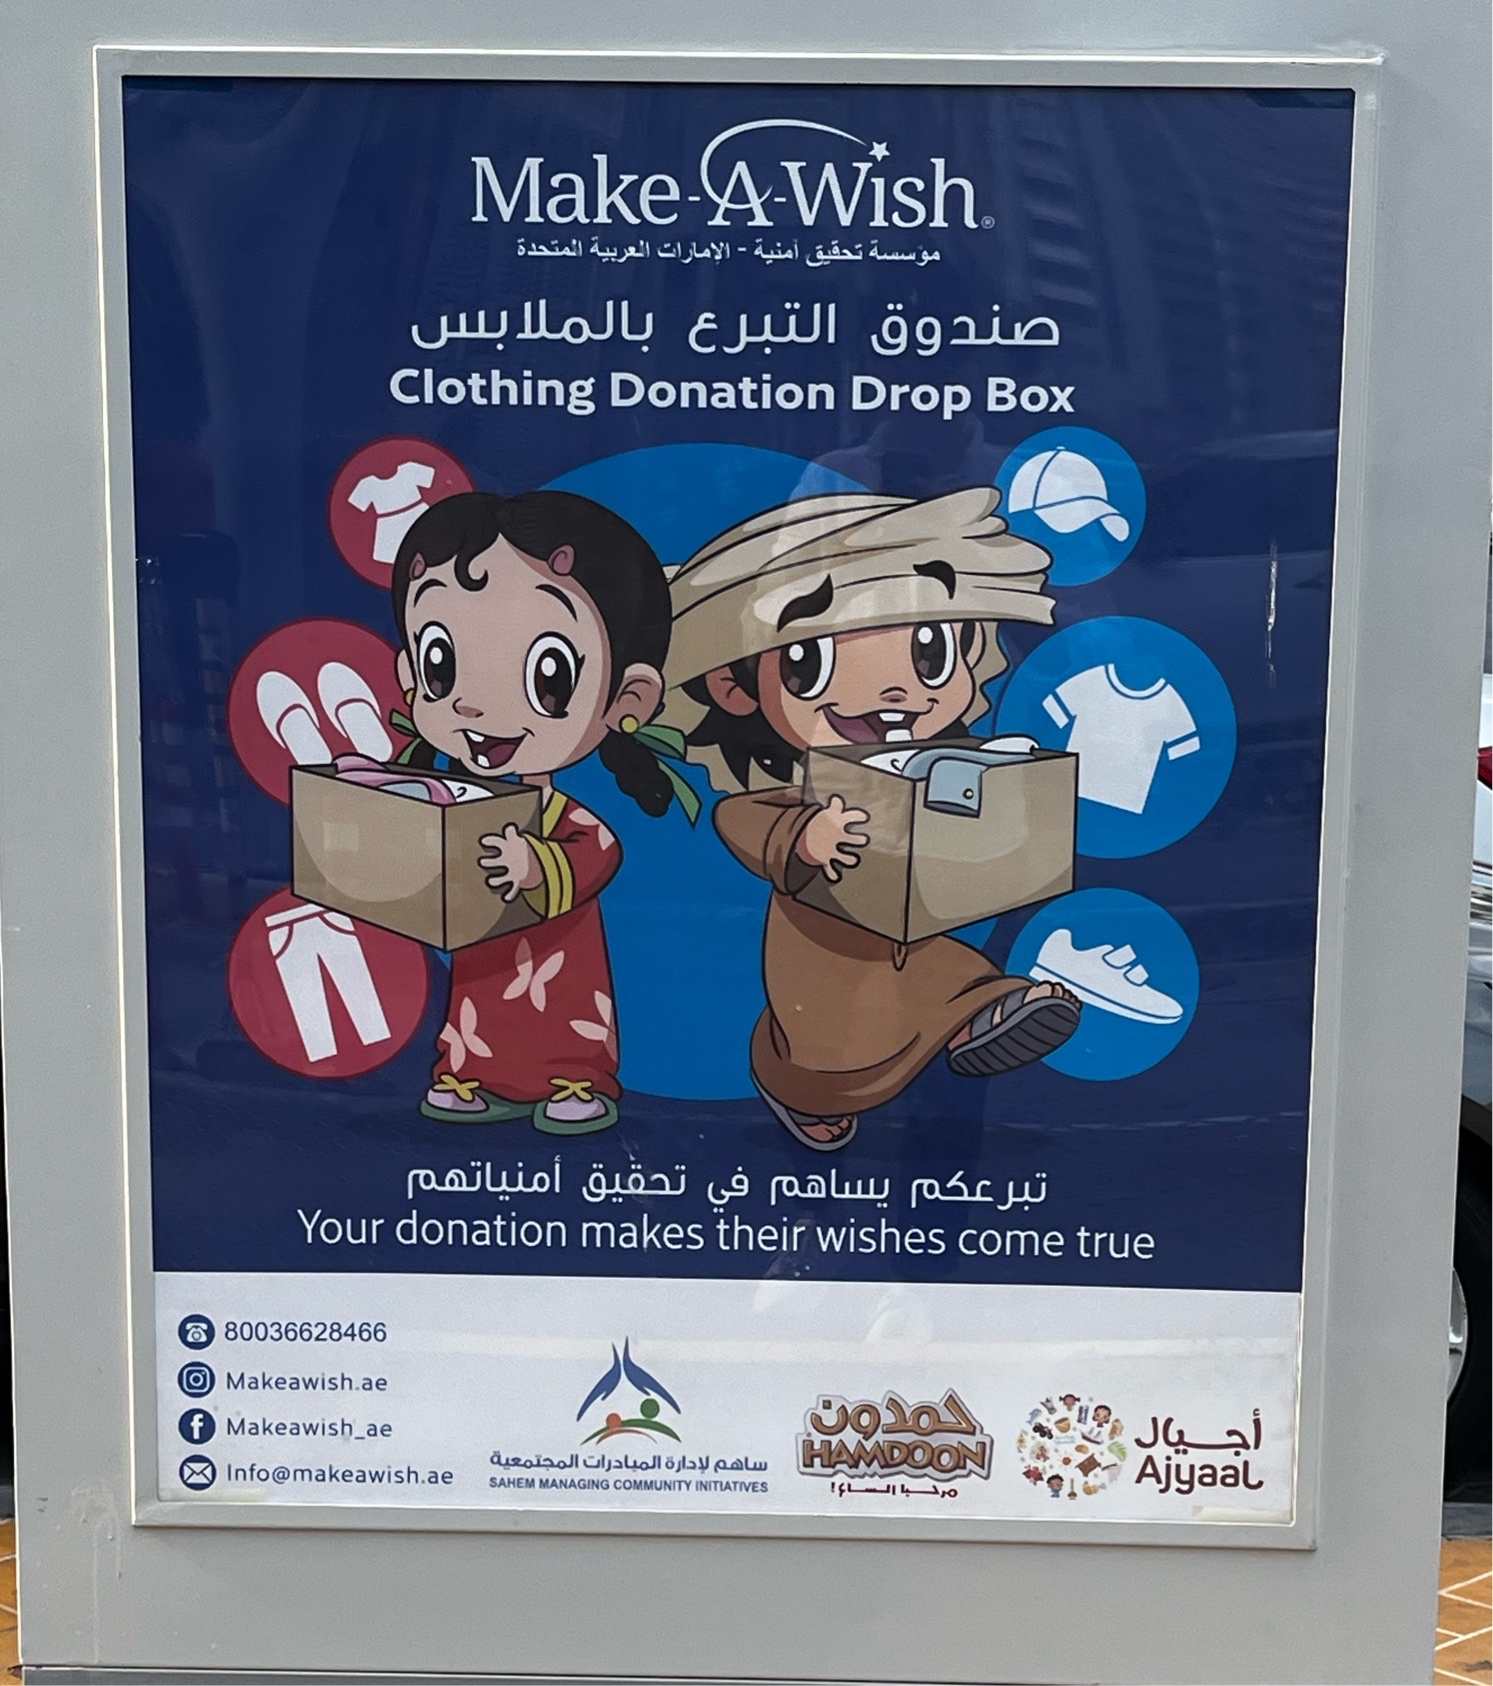 Make-A-Wish®
مؤسسة تحقيق أمنية - الإمارات العربية المتحدة
صندوق التبرع بالملابس
Clothing Donation Drop Box
تبرعكم يساهم في تحقيق أمنياتهم
Your donation makes their wishes come true
80036628466
Makeawish.ae
Makeawish_ae
Info@makeawish.ae
ساهم لإدارة المبادرات المجتمعية
SAHEM MANAGING COMMUNITY INITIATIVES
حمدون
HAMDOON
مرحبا الساع!
أجيال
Ajyaal